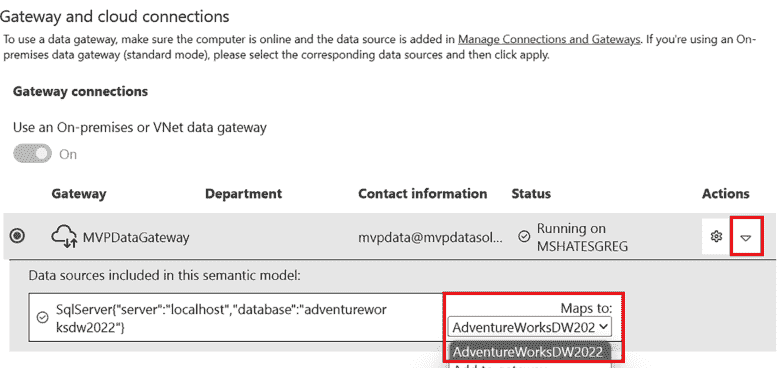 Gateway and cloud connections
To use a data gateway, make sure the computer is online and the data source is added in Manage Connections and Gateways. If you're using an On-
premises data gateway (standard mode), please select the corresponding data sources and then click apply.
Gateway connections
Use an On-premises or VNet data gateway
On
Gateway Department Contact information Status Actions
MVPDataGateway mvpdata@mvpdatasol... Running on
MSHATESGREG
Data sources included in this semantic model:
SqlServer{"server":"localhost","database":"adventurewor
ksdw2022"}
Maps to:
AdventureWorksDW202
AdventureWorksDW2022